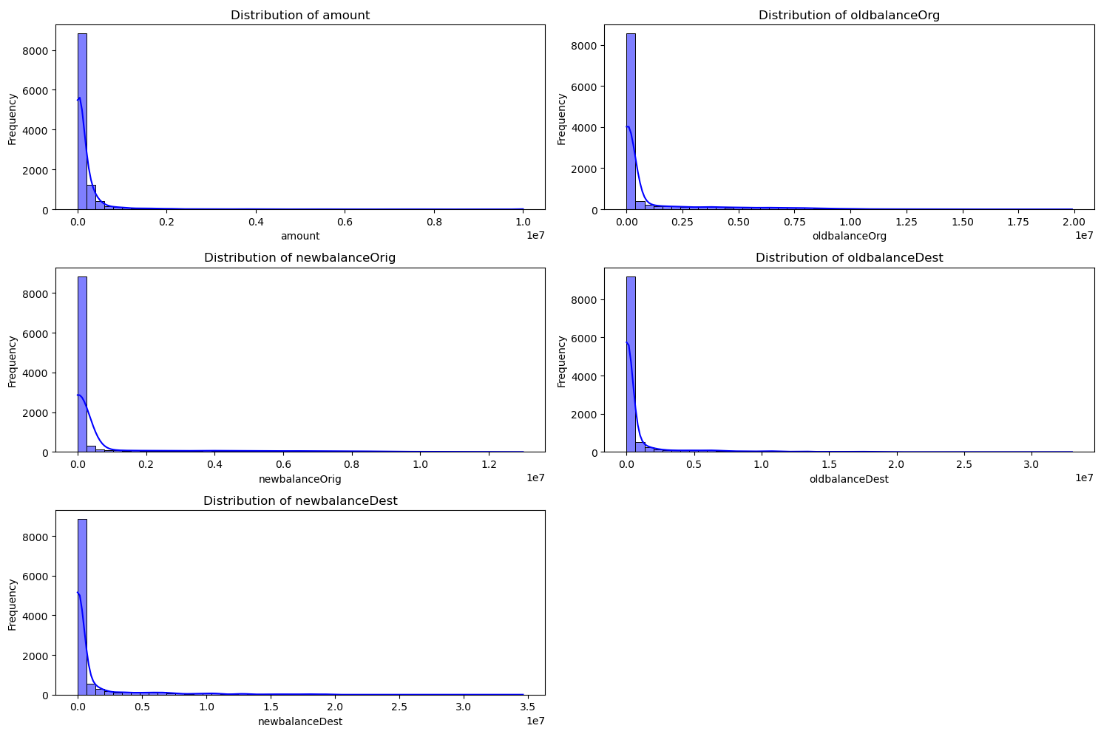 Distribution of amount
Frequency
8000
6000
4000
2000
0
0.0 0.2 0.4 0.6 0.8 1.0
1e7
amount
Distribution of oldbalanceOrg
Frequency
8000
6000
4000
2000
0
0.00 0.25 0.50 0.75 1.00 1.25 1.50 1.75 2.00
1e7
oldbalanceOrg
Distribution of newbalanceOrig
Frequency
8000
6000
4000
2000
0
0.0 0.2 0.4 0.6 0.8 1.0 1.2
1e7
newbalanceOrig
Distribution of oldbalanceDest
Frequency
8000
6000
4000
2000
0
0.0 0.5 1.0 1.5 2.0 2.5 3.0
1e7
oldbalanceDest
Distribution of newbalanceDest
Frequency
8000
6000
4000
2000
0
0.0 0.5 1.0 1.5 2.0 2.5 3.0 3.5
1e7
newbalanceDest